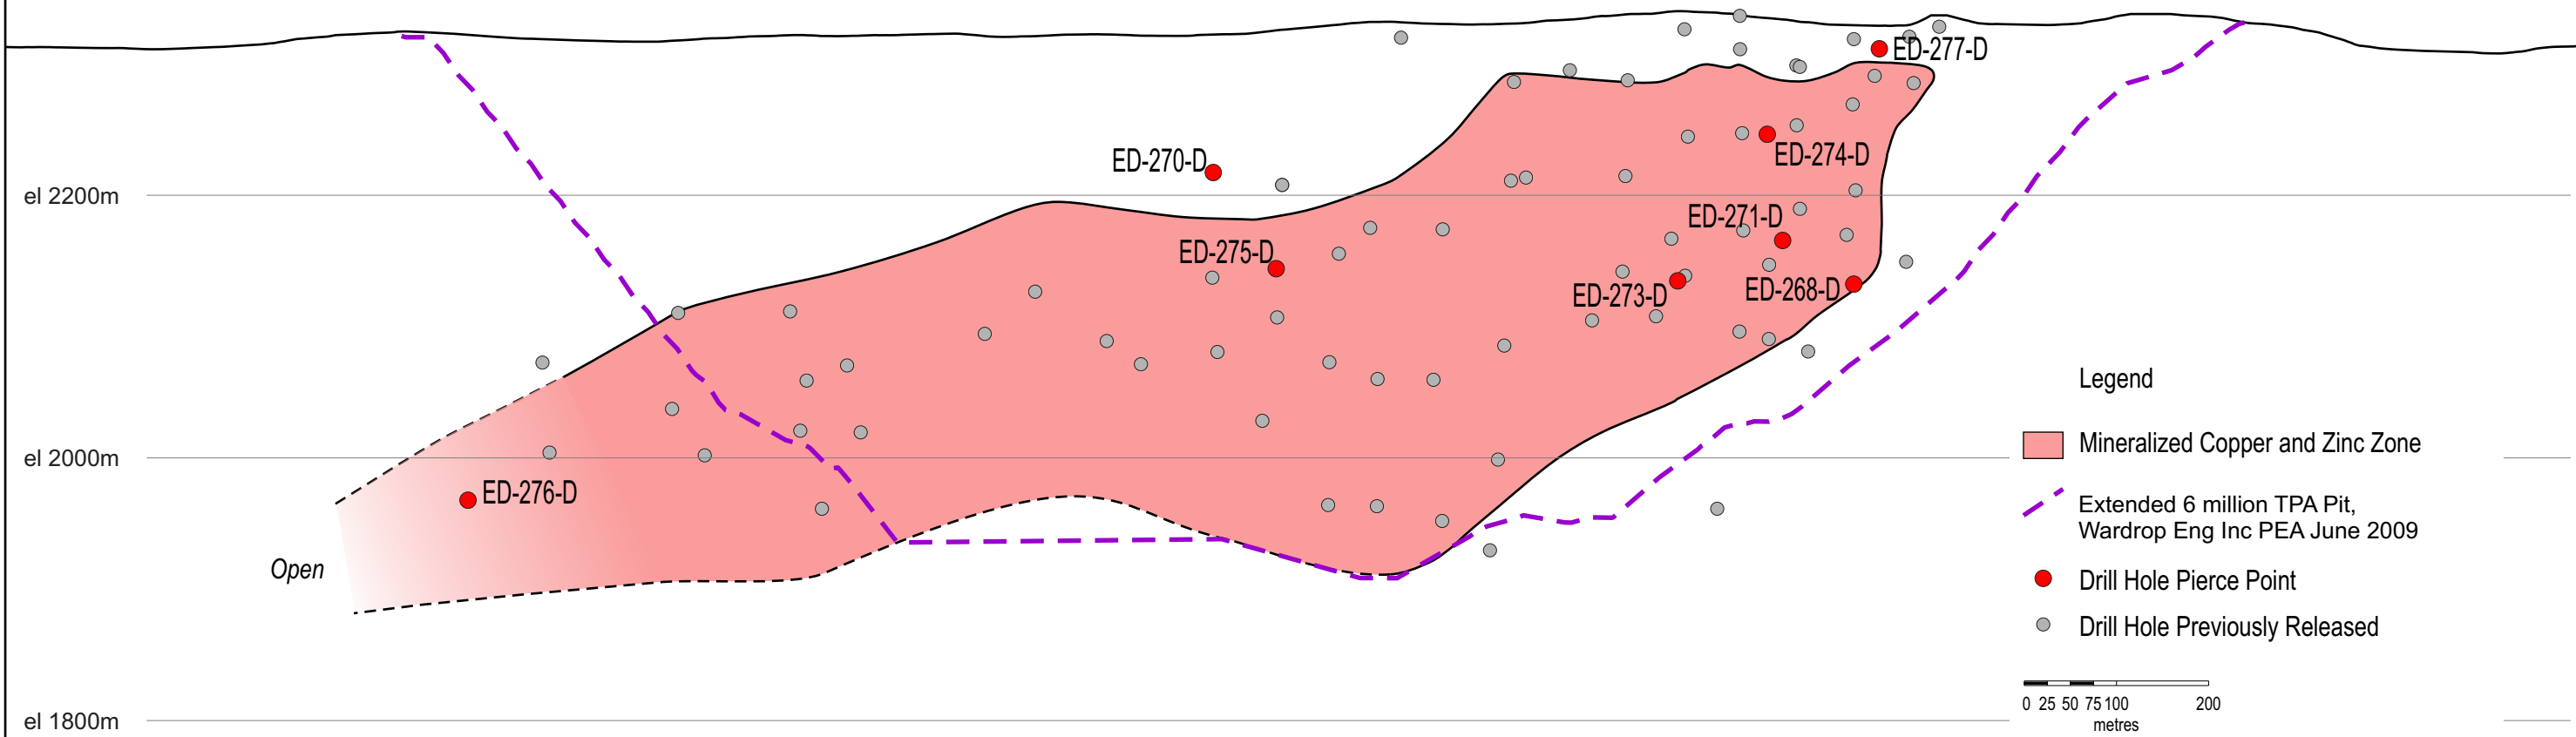 ED-277-D
ED-270-D
ED-274-D
el 2200m
ED-271-D
ED-275-D
ED-273-D
ED-268-D
Legend
Mineralized Copper and Zinc Zone
el 2000m
ED-276-D
Extended 6 million TPA Pit,
Wardrop Eng Inc PEA June 2009
Open
Drill Hole Pierce Point
Drill Hole Previously Released
0 25 50 75 100 200
metres
el 1800m